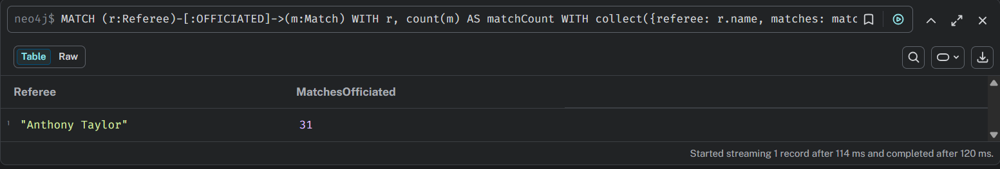 neo4j$ MATCH (r:Referee)-[:OFFICIATED]->(m:Match) WITH r, count(m) AS matchCount WITH collect({referee: r.name, matches: matc
Table Raw
Referee MatchesOfficiated
1 "Anthony Taylor" 31
Started streaming 1 record after 114 ms and completed after 120 ms.